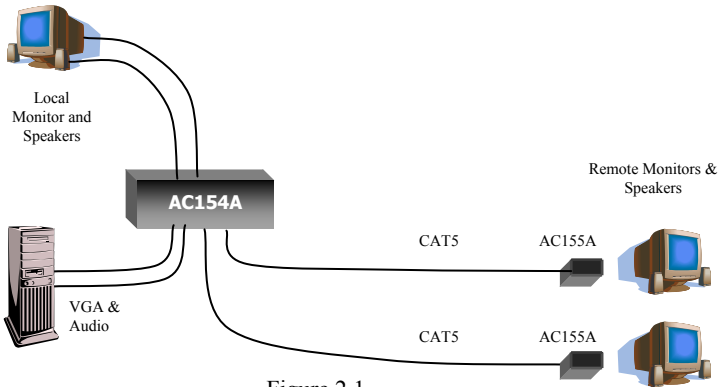 Local
Monitor and
Speakers
AC154A
Remote Monitors &
Speakers
CAT5
AC155A
VGA &
Audio
CAT5
AC155A
Figure 2-1